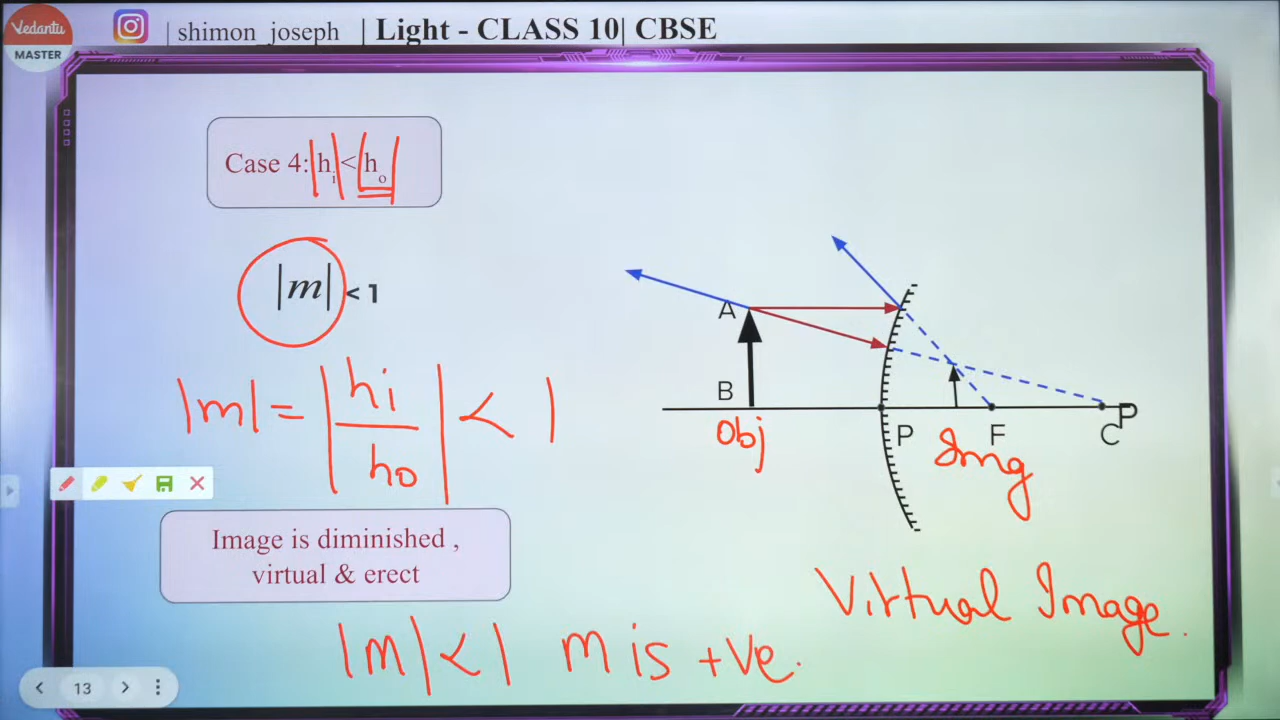 Vedantu
MASTER
| shimon_joseph | Light - CLASS 10| CBSE
Case 4: |hi| < |ho|
|m| < 1
|m| = |hi/ho| < 1
Image is diminished ,
virtual & erect
|m| < 1 m is +ve.
A
B
Obj
P
F
C
P
Img
Virtual Image.
13